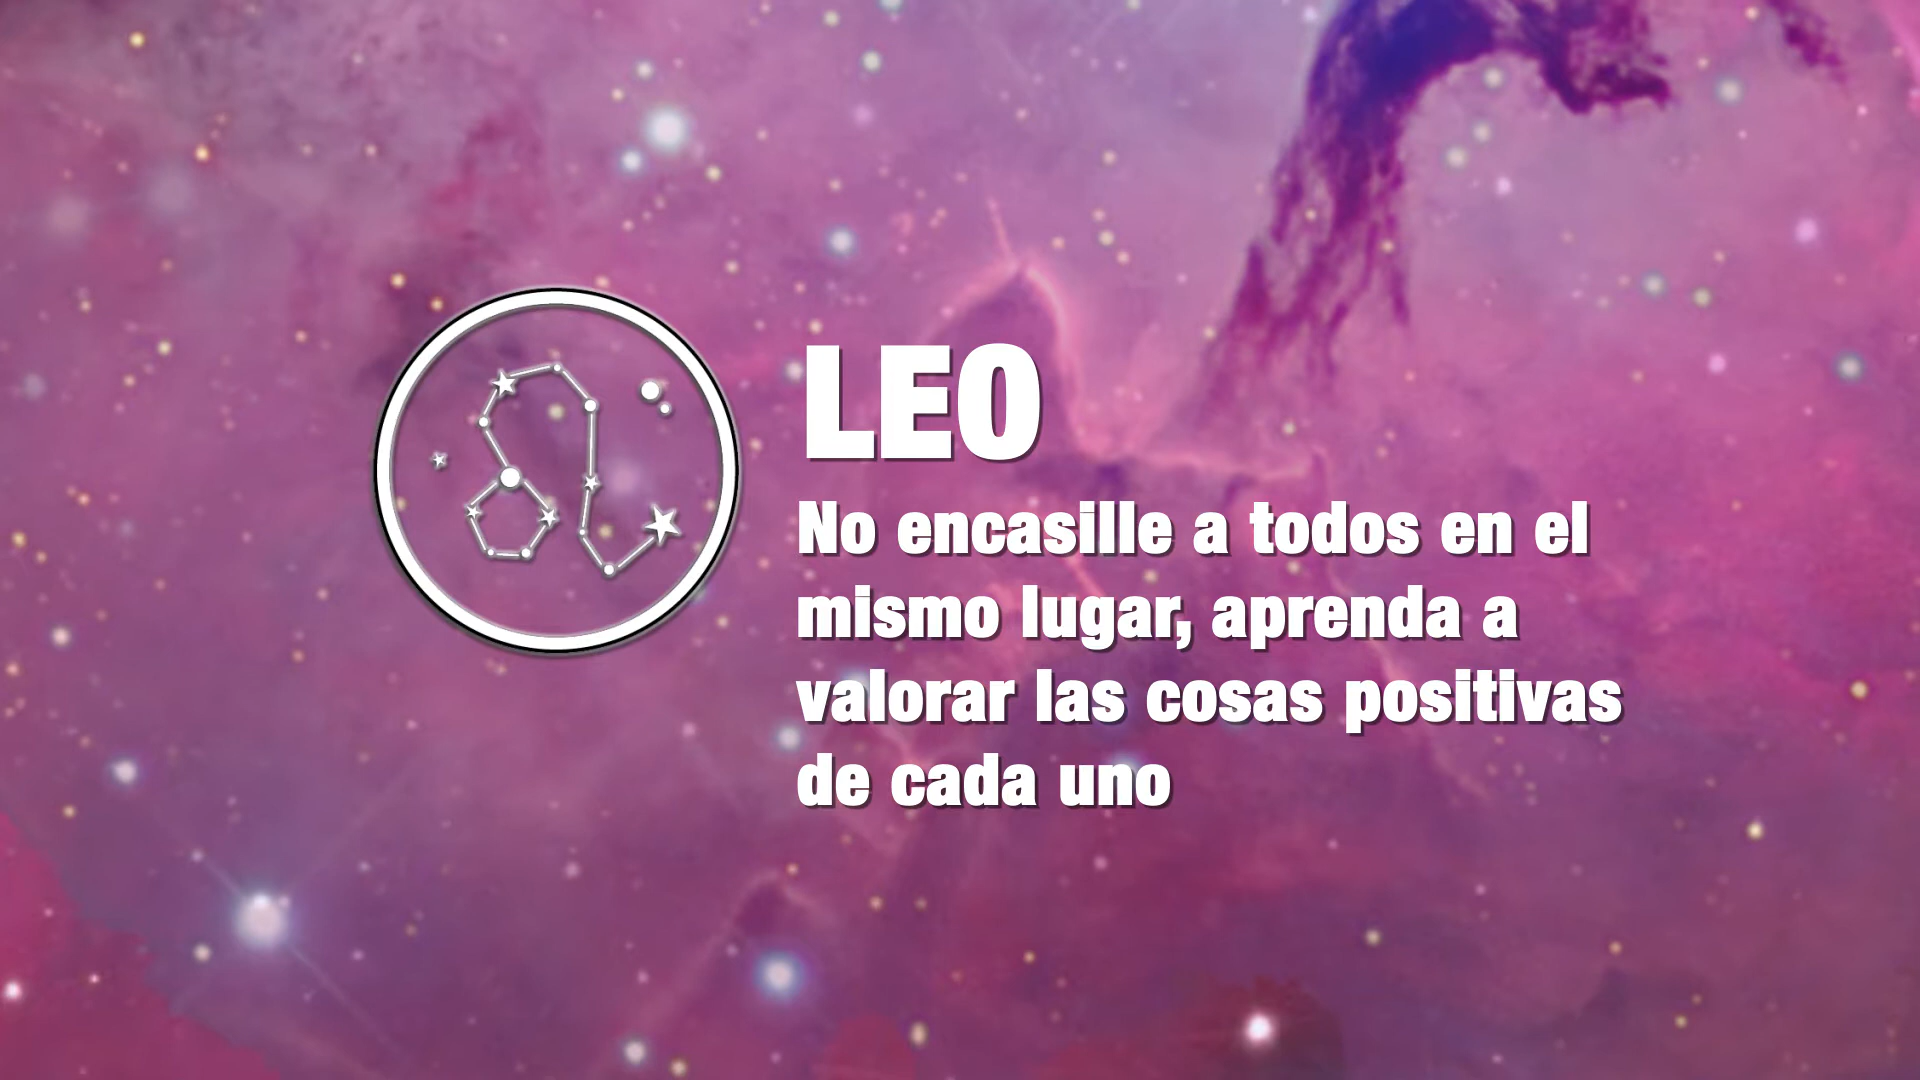 LEO
No encasille a todos en el
mismo lugar, aprenda a
valorar las cosas positivas
de cada uno